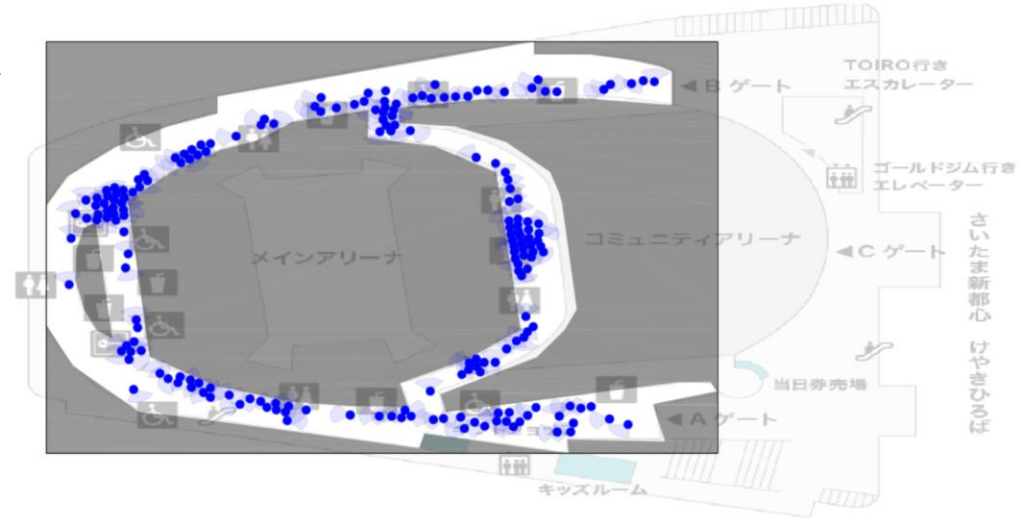 TOIRO行き
エスカレーター
◀Bゲート
ゴールドジム行き
エレベーター
メインアリーナ
コミュニティアリーナ
◀Cゲート
さいたま新都心 けやきひろば
当日券売場
◀Aゲート
キッズルーム